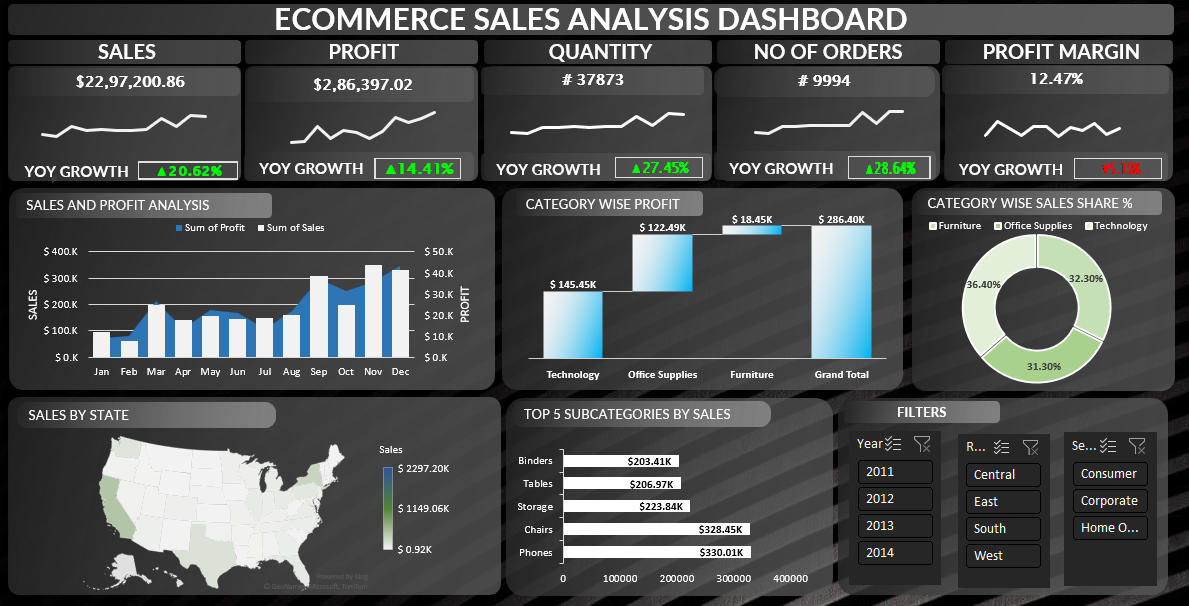 ECOMMERCE SALES ANALYSIS DASHBOARD
SALES
$22,97,200.86
YOY GROWTH ▲20.62%
PROFIT
$2,86,397.02
YOY GROWTH ▲14.41%
QUANTITY
# 37873
YOY GROWTH ▲27.45%
NO OF ORDERS
# 9994
YOY GROWTH ▲28.64%
PROFIT MARGIN
12.47%
YOY GROWTH
SALES AND PROFIT ANALYSIS
Sum of Profit Sum of Sales
$ 400.K
$ 300.K
$ 200.K
$ 100.K
$ 0.K
SALES
$ 50.K
$ 40.K
$ 30.K
$ 20.K
$ 10.K
$ 0.K
PROFIT
Jan Feb Mar Apr May Jun Jul Aug Sep Oct Nov Dec
CATEGORY WISE PROFIT
$ 145.45K
$ 122.49K
$ 18.45K
$ 286.40K
Technology Office Supplies Furniture Grand Total
CATEGORY WISE SALES SHARE %
Furniture Office Supplies Technology
36.40%
32.30%
31.30%
SALES BY STATE
Sales
$ 2297.20K
$ 1149.06K
$ 0.92K
Powered by Bing
© GeoNames, Microsoft, TomTom
TOP 5 SUBCATEGORIES BY SALES
Binders $203.41K
Tables $206.97K
Storage $223.84K
Chairs $328.45K
Phones $330.01K
0 100000 200000 300000 400000
FILTERS
Year
2011
2012
2013
2014
R...
Central
East
South
West
Se...
Consumer
Corporate
Home O...